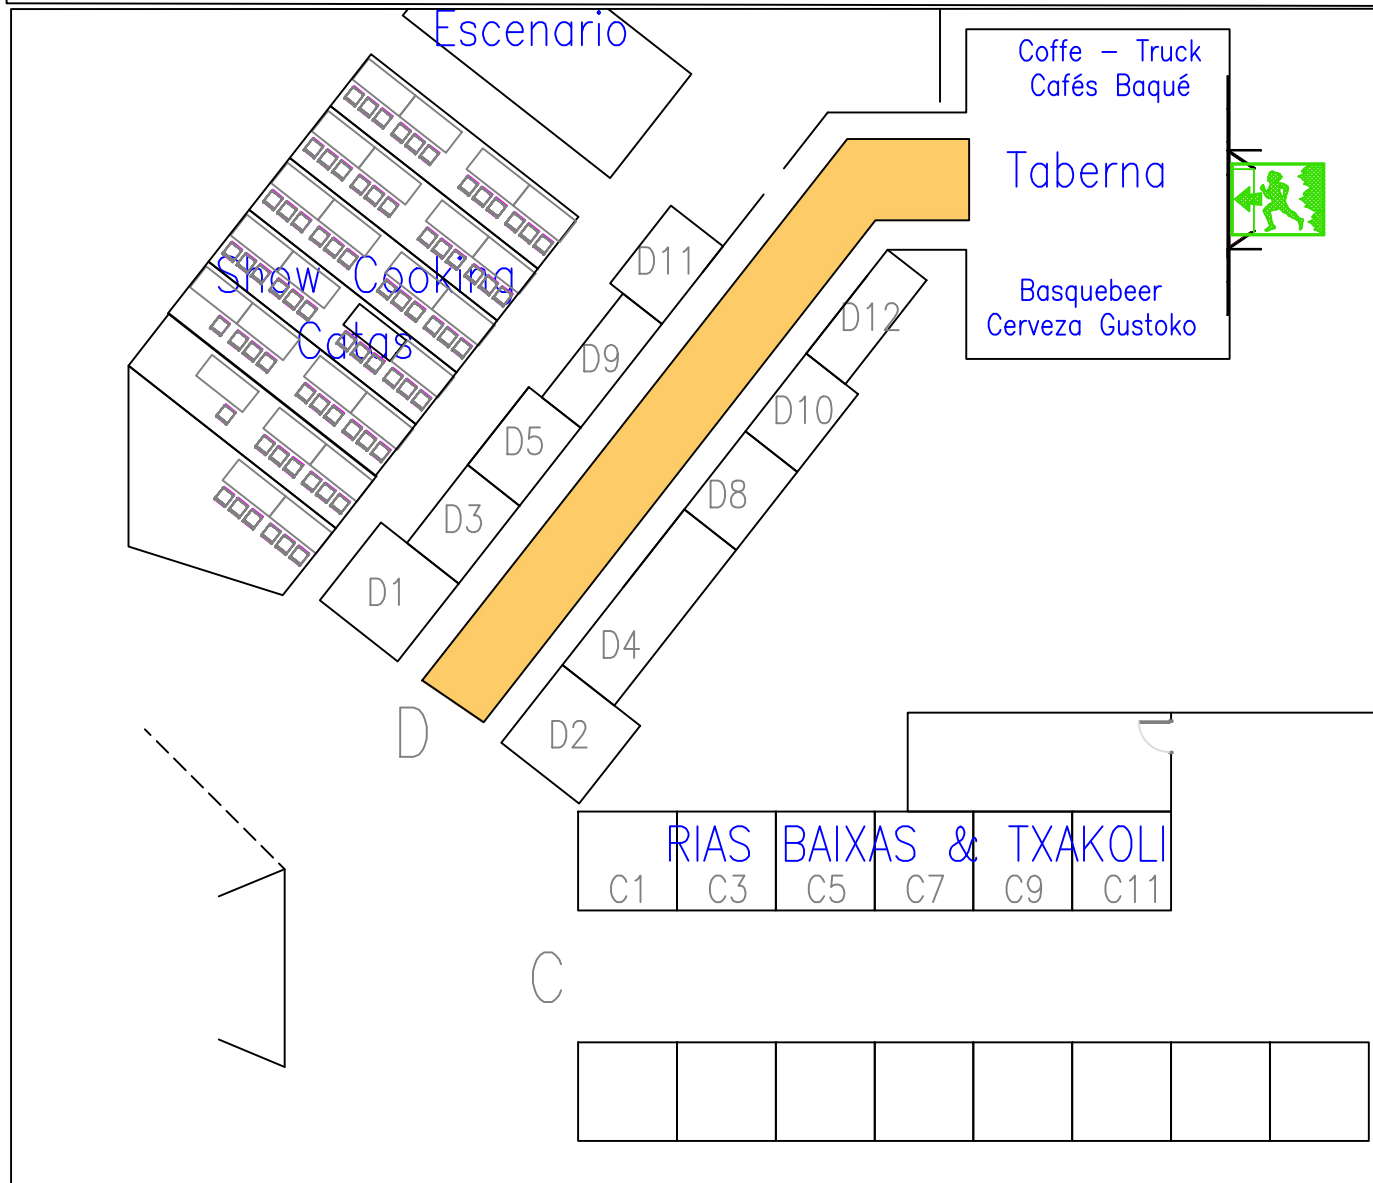 Escenario
Coffe - Truck
Cafés Baqué
Taberna
Basquebeer
Cerveza Gustoko
Show Cooking
Catas
D11
D12
D9
D10
D5
D8
D3
D1
D4
D
D2
RIAS BAIXAS & TXAKOLI
C1 C3 C5 C7 C9 C11
C